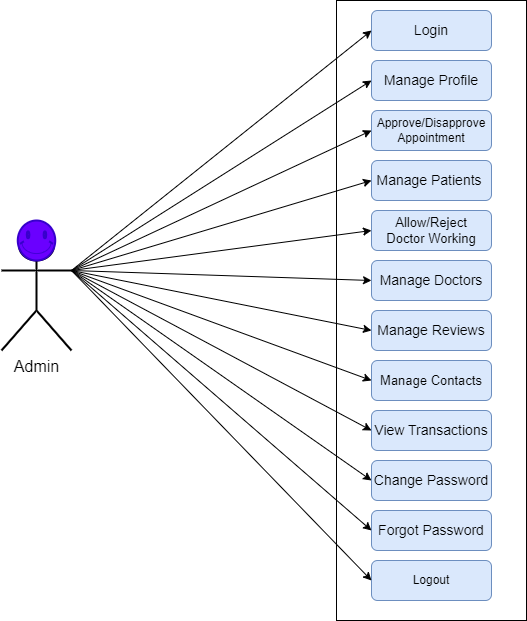 Login
Manage Profile
Approve/Disapprove
Appointment
Manage Patients
Allow/Reject
Doctor Working
Manage Doctors
Manage Reviews
Manage Contacts
View Transactions
Change Password
Forgot Password
Logout
Admin